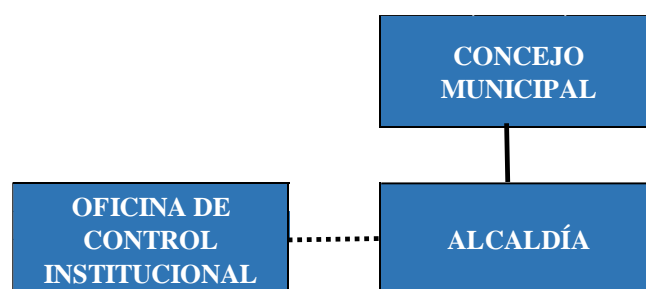 CONCEJO
MUNICIPAL
OFICINA DE
CONTROL
INSTITUCIONAL
ALCALDÍA